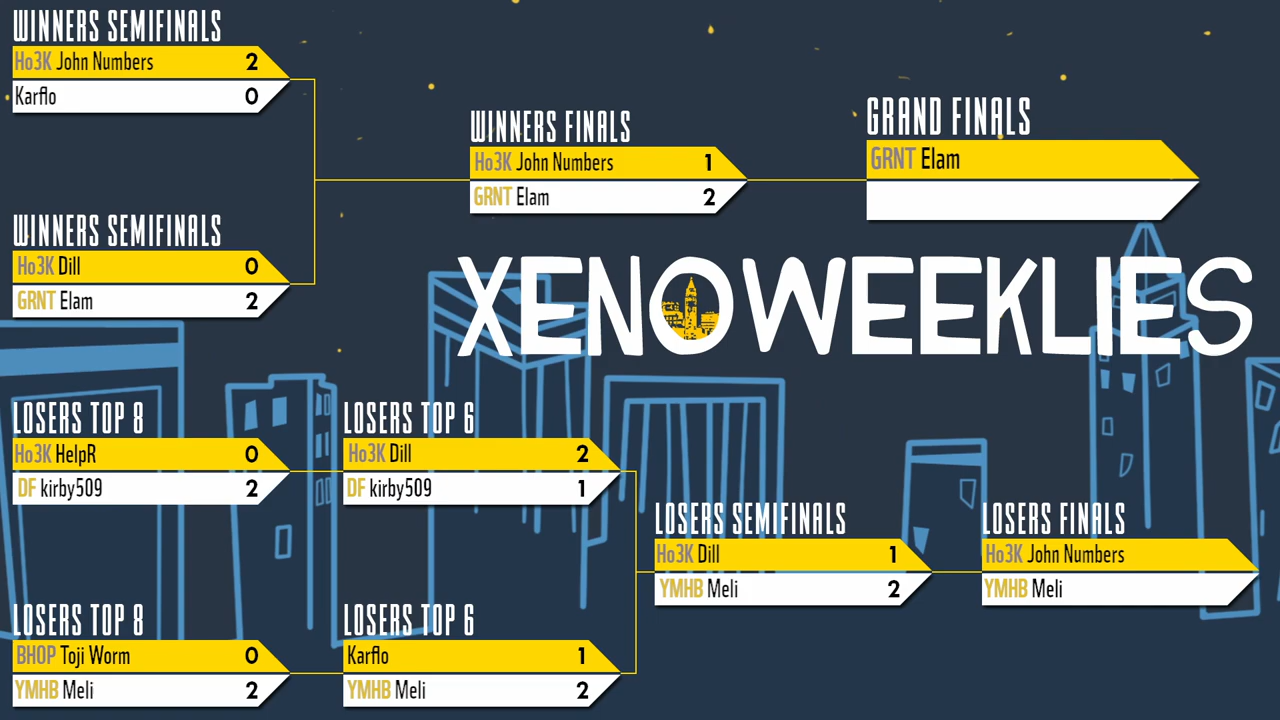 WINNERS SEMIFINALS
Ho3K John Numbers 2
Karflo 0
WINNERS FINALS
Ho3K John Numbers 1
GRNT Elam 2
GRAND FINALS
GRNT Elam
WINNERS SEMIFINALS
Ho3K Dill 0
GRNT Elam 2
XENOWEEKLIES
LOSERS TOP 8
Ho3K HelpR 0
DF kirby509 2
LOSERS TOP 6
Ho3K Dill 2
DF kirby509 1
LOSERS SEMIFINALS
Ho3K Dill 1
YMHB Meli 2
LOSERS FINALS
Ho3K John Numbers
YMHB Meli
LOSERS TOP 8
BHOP Toji Worm 0
YMHB Meli 2
LOSERS TOP 6
Karflo 1
YMHB Meli 2